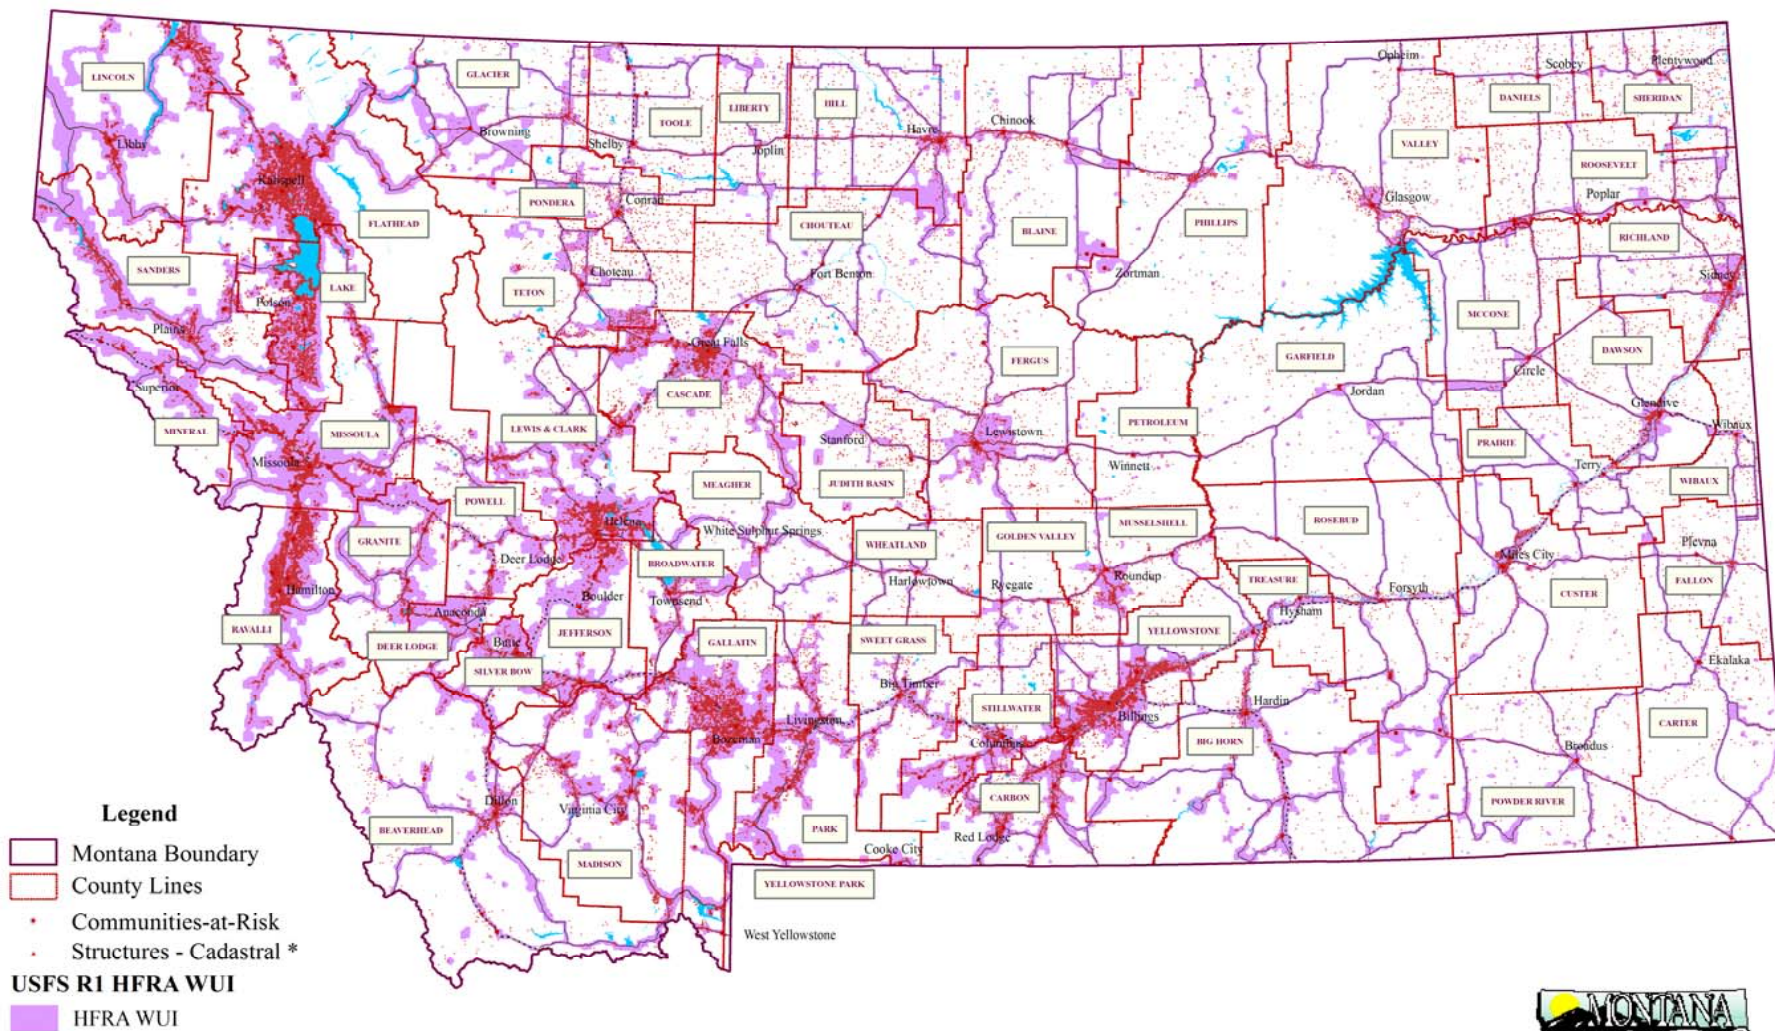 LINCOLN
GLACIER
TOOLE
LIBERTY
HILL
Opheim
Scobey
Plentywood
DANIELS
SHERIDAN
Libby
Browning
Shelby
Joplin
Havre
Chinook
VALLEY
ROOSEVELT
Kalispell
PONDERA
Conrad
FLATHEAD
CHOUTEAU
BLAINE
PHILLIPS
Glasgow
Poplar
RICHLAND
SANDERS
LAKE
Polson
TETON
Choteau
Fort Benton
Zortman
Sidney
MCCONE
Plains
Great Falls
FERGUS
GARFIELD
DAWSON
Circle
Superior
CASCADE
Jordan
Glendive
MINERAL
MISSOULA
LEWIS & CLARK
Stanford
Lewistown
PETROLEUM
PRAIRIE
Wibaux
Missoula
Winnett
Terry
POWELL
MEAGHER
JUDITH BASIN
WIBAUX
Helena
White Sulphur Springs
WHEATLAND
GOLDEN VALLEY
MUSSELSHELL
ROSEBUD
GRANITE
Deer Lodge
BROADWATER
Miles City
Plevna
Hamilton
Boulder
Townsend
Harlowtown
Ryegate
Roundup
TREASURE
Forsyth
CUSTER
FALLON
Anaconda
Hysham
RAVALLI
DEER LODGE
Butte
JEFFERSON
GALLATIN
SWEET GRASS
YELLOWSTONE
SILVER BOW
Big Timber
Ekalaka
STILLWATER
Hardin
Livingston
Billings
CARTER
Bozeman
Columbus
BIG HORN
Broadus
Dillon
Virginia City
CARBON
POWDER RIVER
BEAVERHEAD
PARK
Red Lodge
Cooke City
MADISON
YELLOWSTONE PARK
West Yellowstone
Legend
Montana Boundary
County Lines
Communities-at-Risk
Structures - Cadastral *
USFS R1 HFRA WUI
HFRA WUI
MONTANA